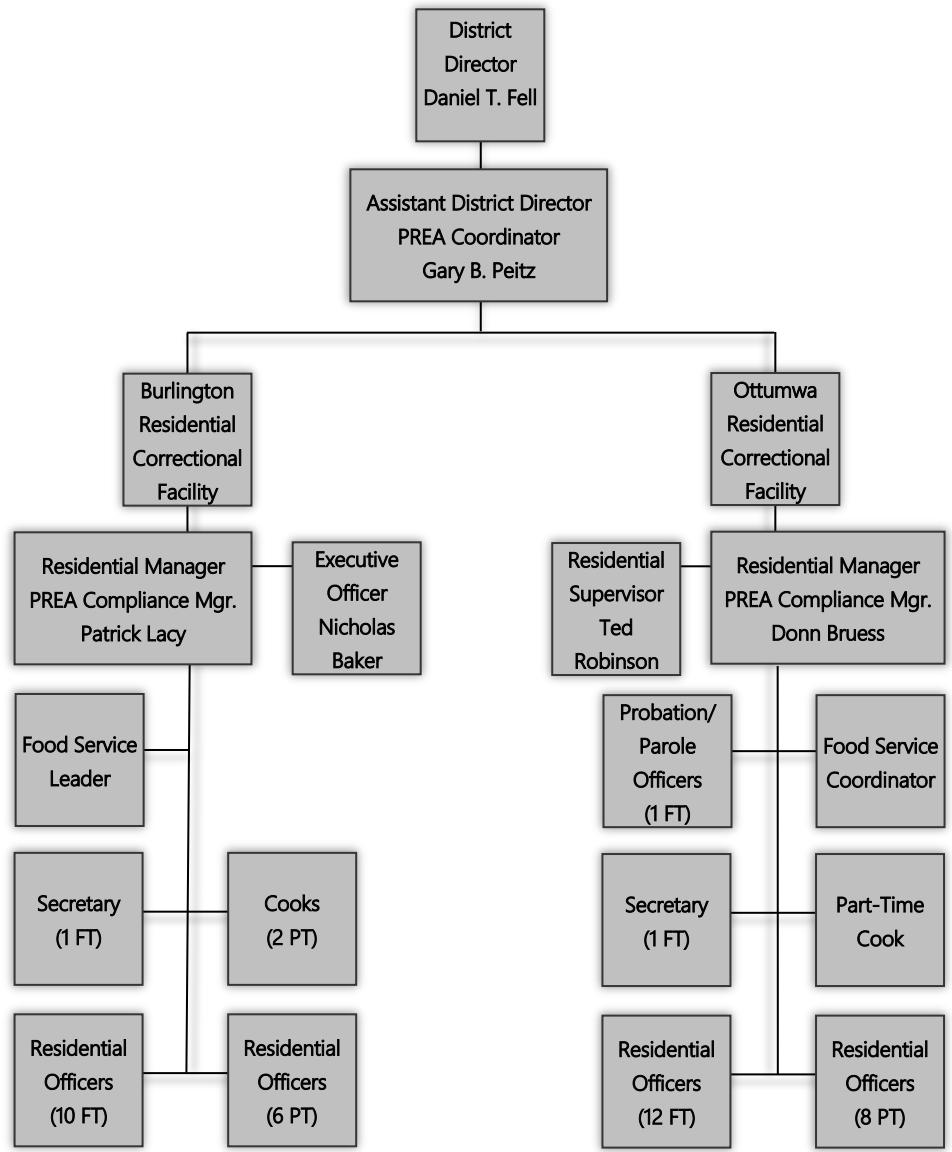 District
Director
Daniel T. Fell
Assistant District Director
PREA Coordinator
Gary B. Peitz
Burlington
Residential
Correctional
Facility
Ottumwa
Residential
Correctional
Facility
Residential Manager
PREA Compliance Mgr.
Patrick Lacy
Executive
Officer
Nicholas
Baker
Residential
Supervisor
Ted
Robinson
Residential Manager
PREA Compliance Mgr.
Donn Bruess
Food Service
Leader
Probation/
Parole
Officers
(1 FT)
Food Service
Coordinator
Secretary
(1 FT)
Cooks
(2 PT)
Secretary
(1 FT)
Part-Time
Cook
Residential
Officers
(10 FT)
Residential
Officers
(6 PT)
Residential
Officers
(12 FT)
Residential
Officers
(8 PT)